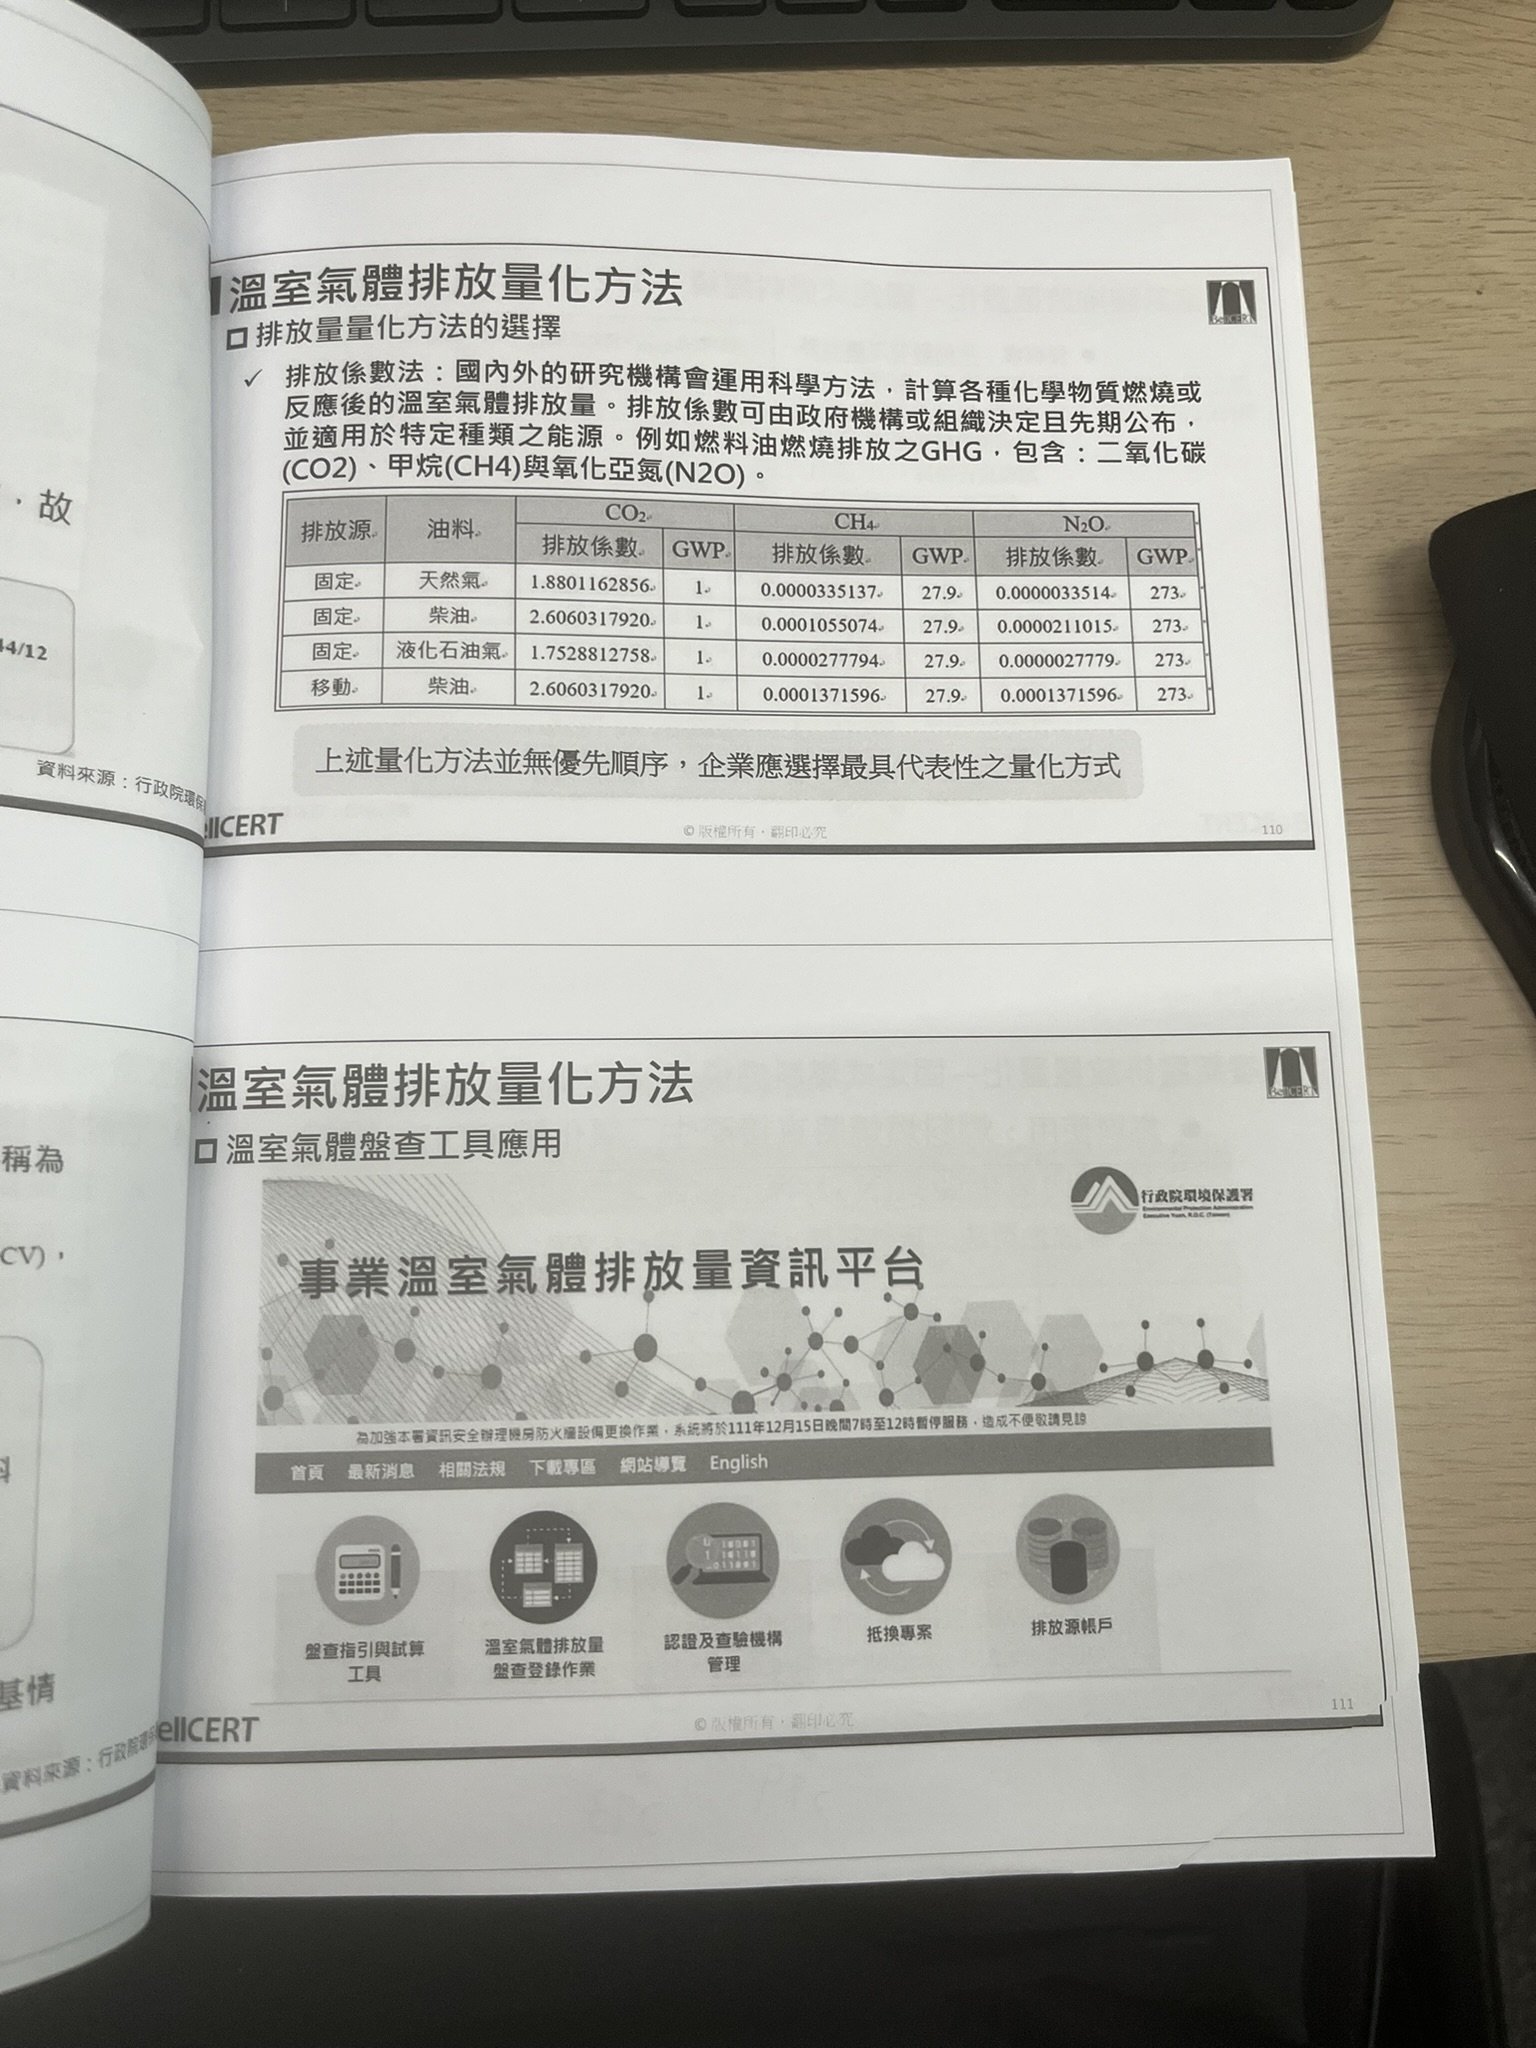 ，故
44/12
資料來源：行政院環保
稱為
CV)，
料
基情
資料來源：行政院環保
溫室氣體排放量化方法
BellCERT
排放量量化方法的選擇
✓ 排放係數法：國內外的研究機構會運用科學方法，計算各種化學物質燃燒或
反應後的溫室氣體排放量。排放係數可由政府機構或組織決定且先期公布，
並適用於特定種類之能源。例如燃料油燃燒排放之GHG，包含：二氧化碳
(CO2)、甲烷(CH4)與氧化亞氮(N2O)。
排放源 油料 CO₂ CH₄ N₂O
排放係數 GWP 排放係數 GWP 排放係數 GWP
固定 天然氣 1.8801162856 1 0.0000335137 27.9 0.0000033514 273
固定 柴油 2.6060317920 1 0.0001055074 27.9 0.0000211015 273
固定 液化石油氣 1.7528812758 1 0.0000277794 27.9 0.0000027779 273
移動 柴油 2.6060317920 1 0.0001371596 27.9 0.0001371596 273
上述量化方法並無優先順序，企業應選擇最具代表性之量化方式
ellCERT
© 版權所有，翻印必究
110
溫室氣體排放量化方法
BellCERT
溫室氣體盤查工具應用
行政院環境保護署
Environmental Protection Administration
Executive Yuan, R.O.C. (Taiwan)
事業溫室氣體排放量資訊平台
為加強本署資訊安全辦理機房防火牆設備更換作業，系統將於111年12月15日晚間7時至12時暫停服務，造成不便敬請見諒
首頁 最新消息 相關法規 下載專區 網站導覽 English
盤查指引與試算
工具
溫室氣體排放量
盤查登錄作業
認證及查驗機構
管理
抵換專案
排放源帳戶
ellCERT
© 版權所有，翻印必究
111